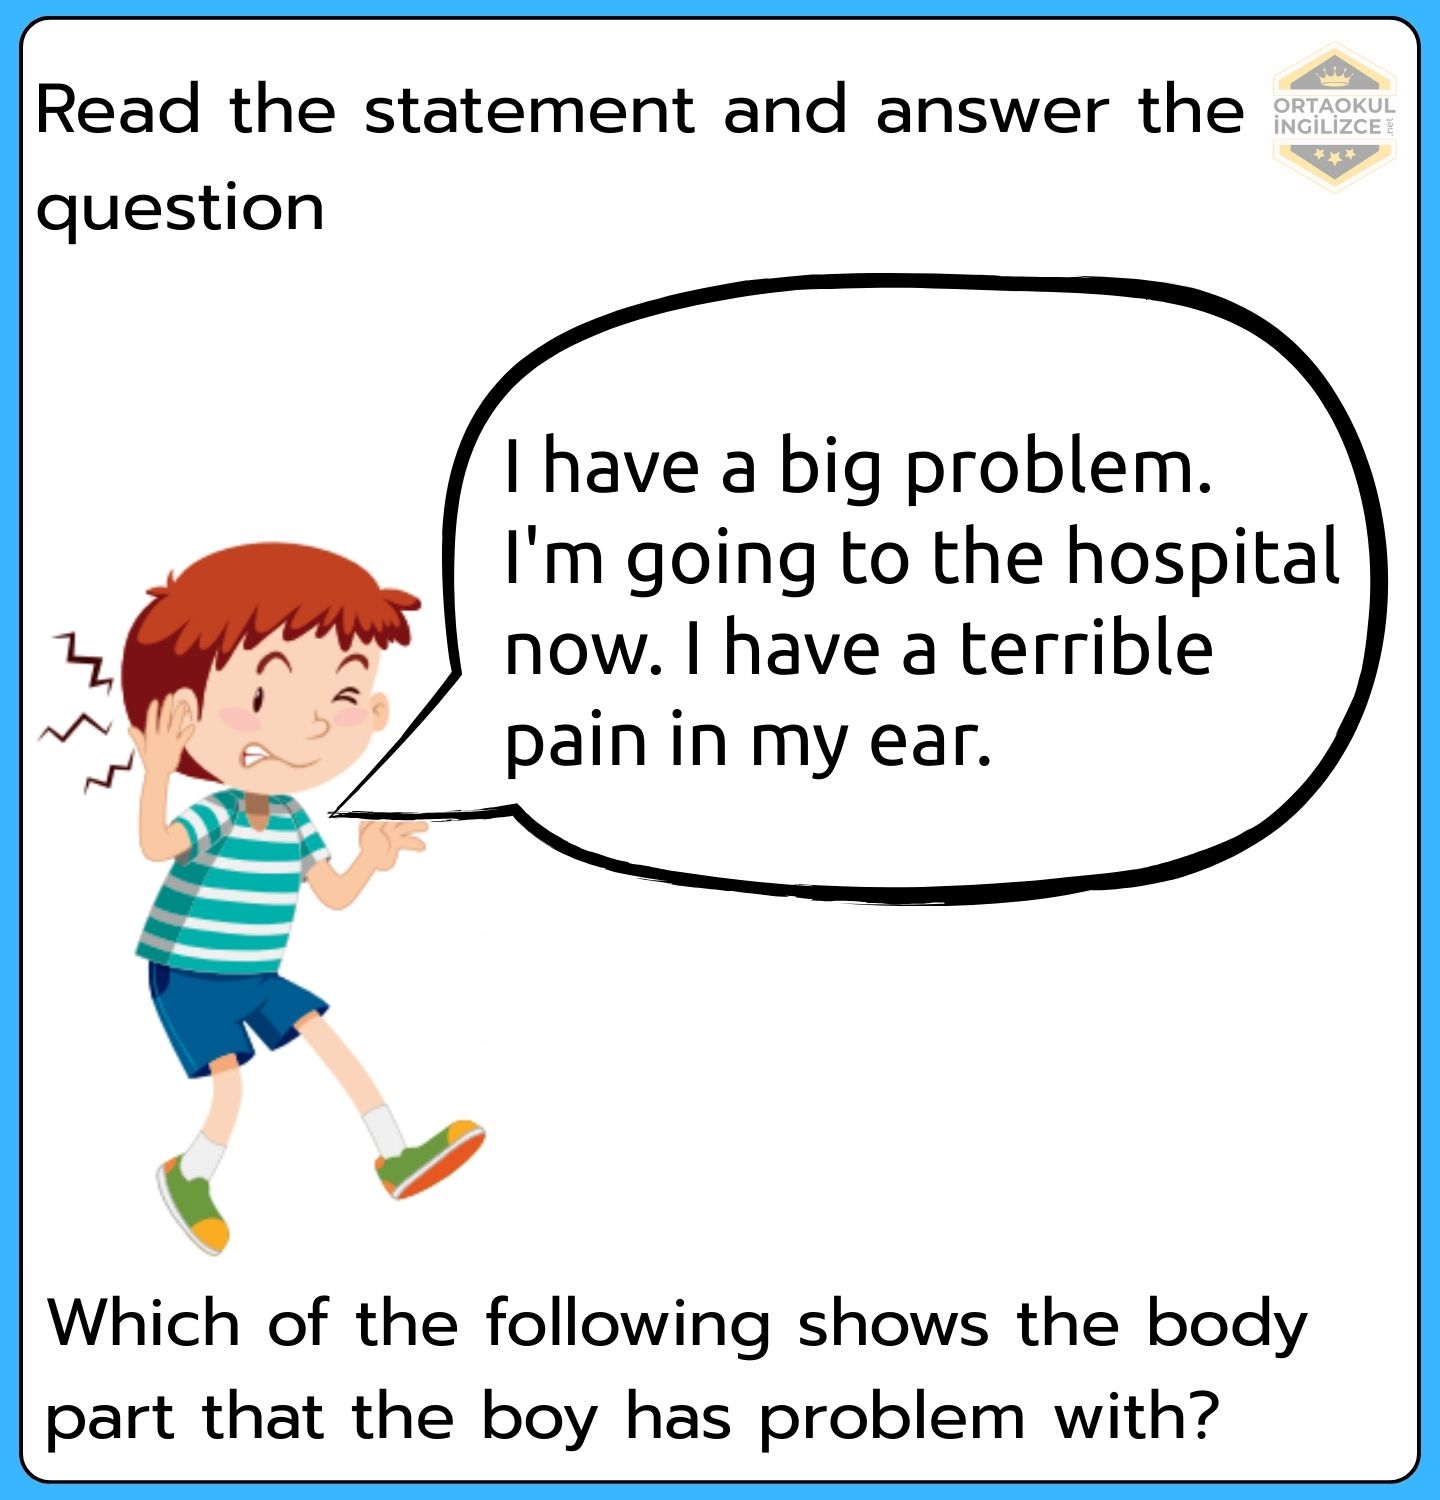 Read the statement and answer the
question
ORTAOKUL
İNGİLİZCE
.net
I have a big problem.
I'm going to the hospital
now. I have a terrible
pain in my ear.
Which of the following shows the body
part that the boy has problem with?